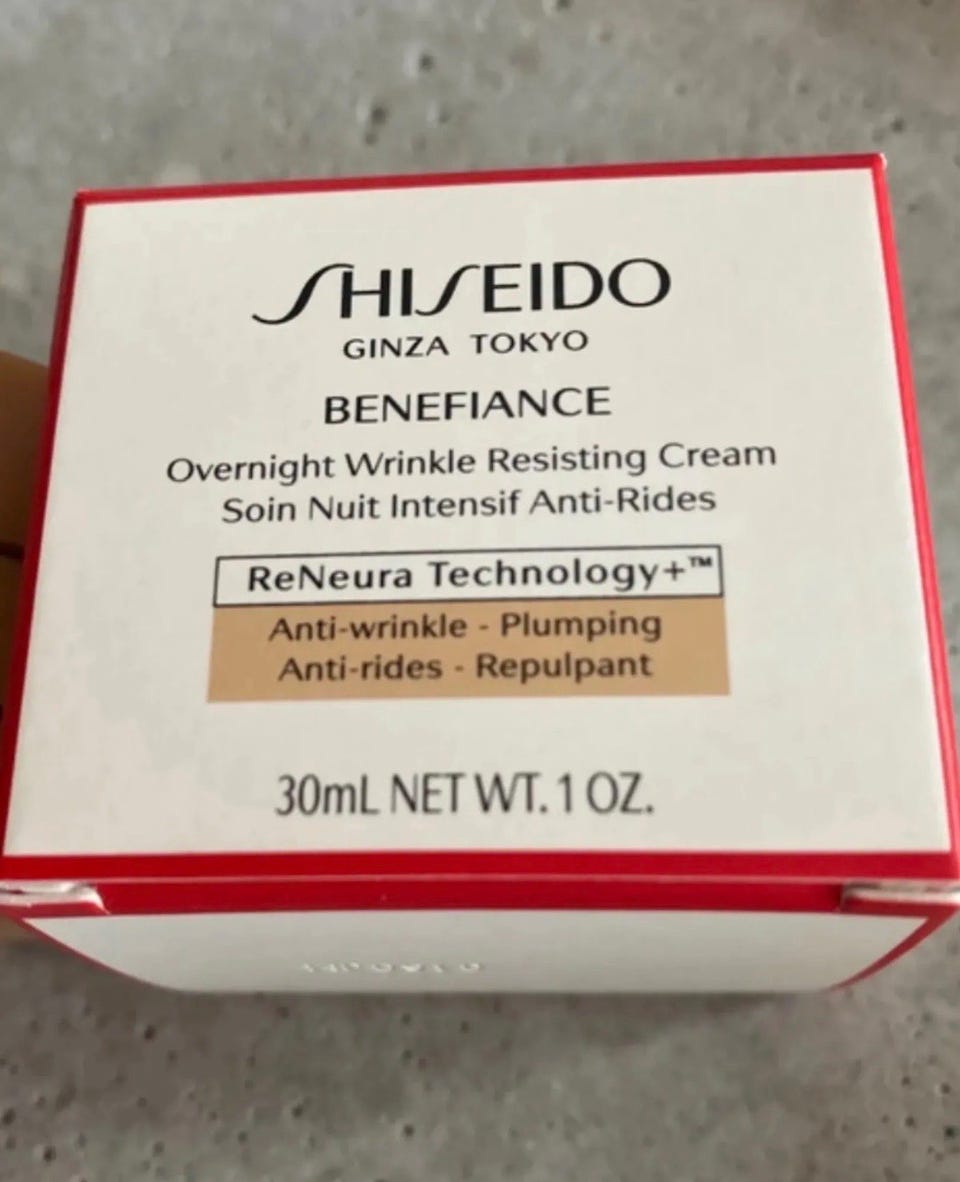 SHISEIDO
GINZA TOKYO
BENEFIANCE
Overnight Wrinkle Resisting Cream
Soin Nuit Intensif Anti-Rides
ReNeura Technology+™
Anti-wrinkle - Plumping
Anti-rides - Repulpant
30mL NET WT. 1 OZ.